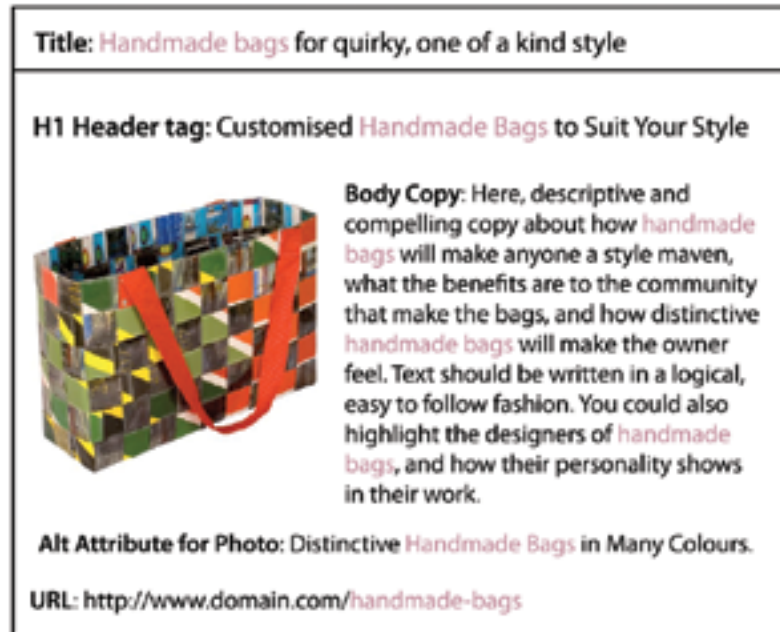 Title: Handmade bags for quirky, one of a kind style
H1 Header tag: Customised Handmade Bags to Suit Your Style
Body Copy: Here, descriptive and
compelling copy about how handmade
bags will make anyone a style maven,
what the benefits are to the community
that make the bags, and how distinctive
handmade bags will make the owner
feel. Text should be written in a logical,
easy to follow fashion. You could also
highlight the designers of handmade
bags, and how their personality shows
in their work.
Alt Attribute for Photo: Distinctive Handmade Bags in Many Colours.
URL: http://www.domain.com/handmade-bags